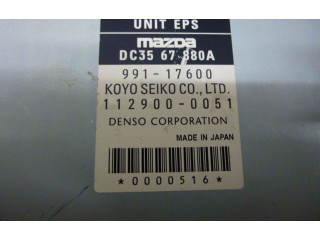 UNIT EPS
mazda
DC35 67 880A
991-17600
KOYO SEIKO CO., LTD.
112900-0051
DENSO CORPORATION
MADE IN JAPAN
*0000516*